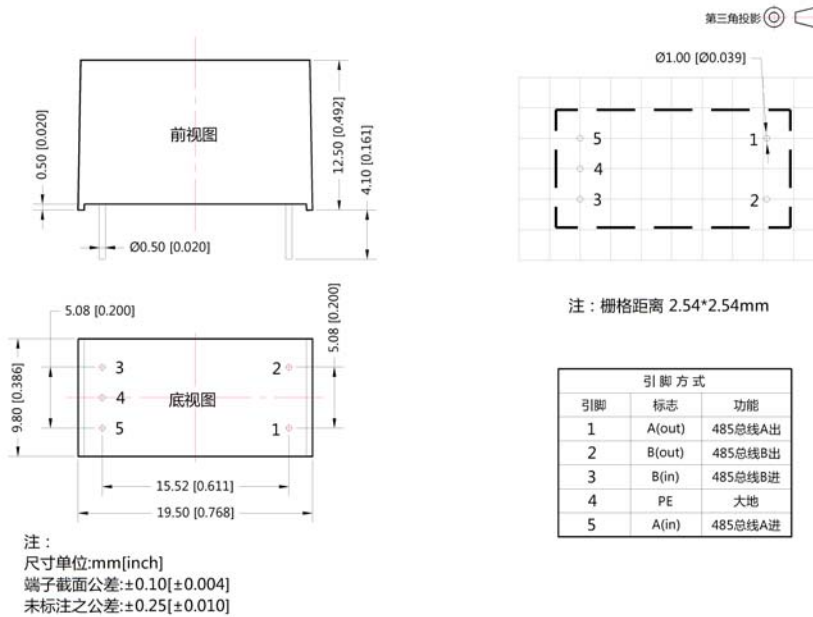 第三角投影
Ø1.00 [Ø0.039]
前视图
0.50 [0.020]
12.50 [0.492]
4.10 [0.161]
Ø0.50 [0.020]
5
1
4
3
2
注：栅格距离 2.54*2.54mm
5.08 [0.200]
5.08 [0.200]
9.80 [0.386]
3
2
4
底视图
5
1
15.52 [0.611]
19.50 [0.768]
引脚方式
引脚 标志 功能
1 A(out) 485总线A出
2 B(out) 485总线B出
3 B(in) 485总线B进
4 PE 大地
5 A(in) 485总线A进
注：
尺寸单位:mm[inch]
端子截面公差:±0.10[±0.004]
未标注之公差:±0.25[±0.010]